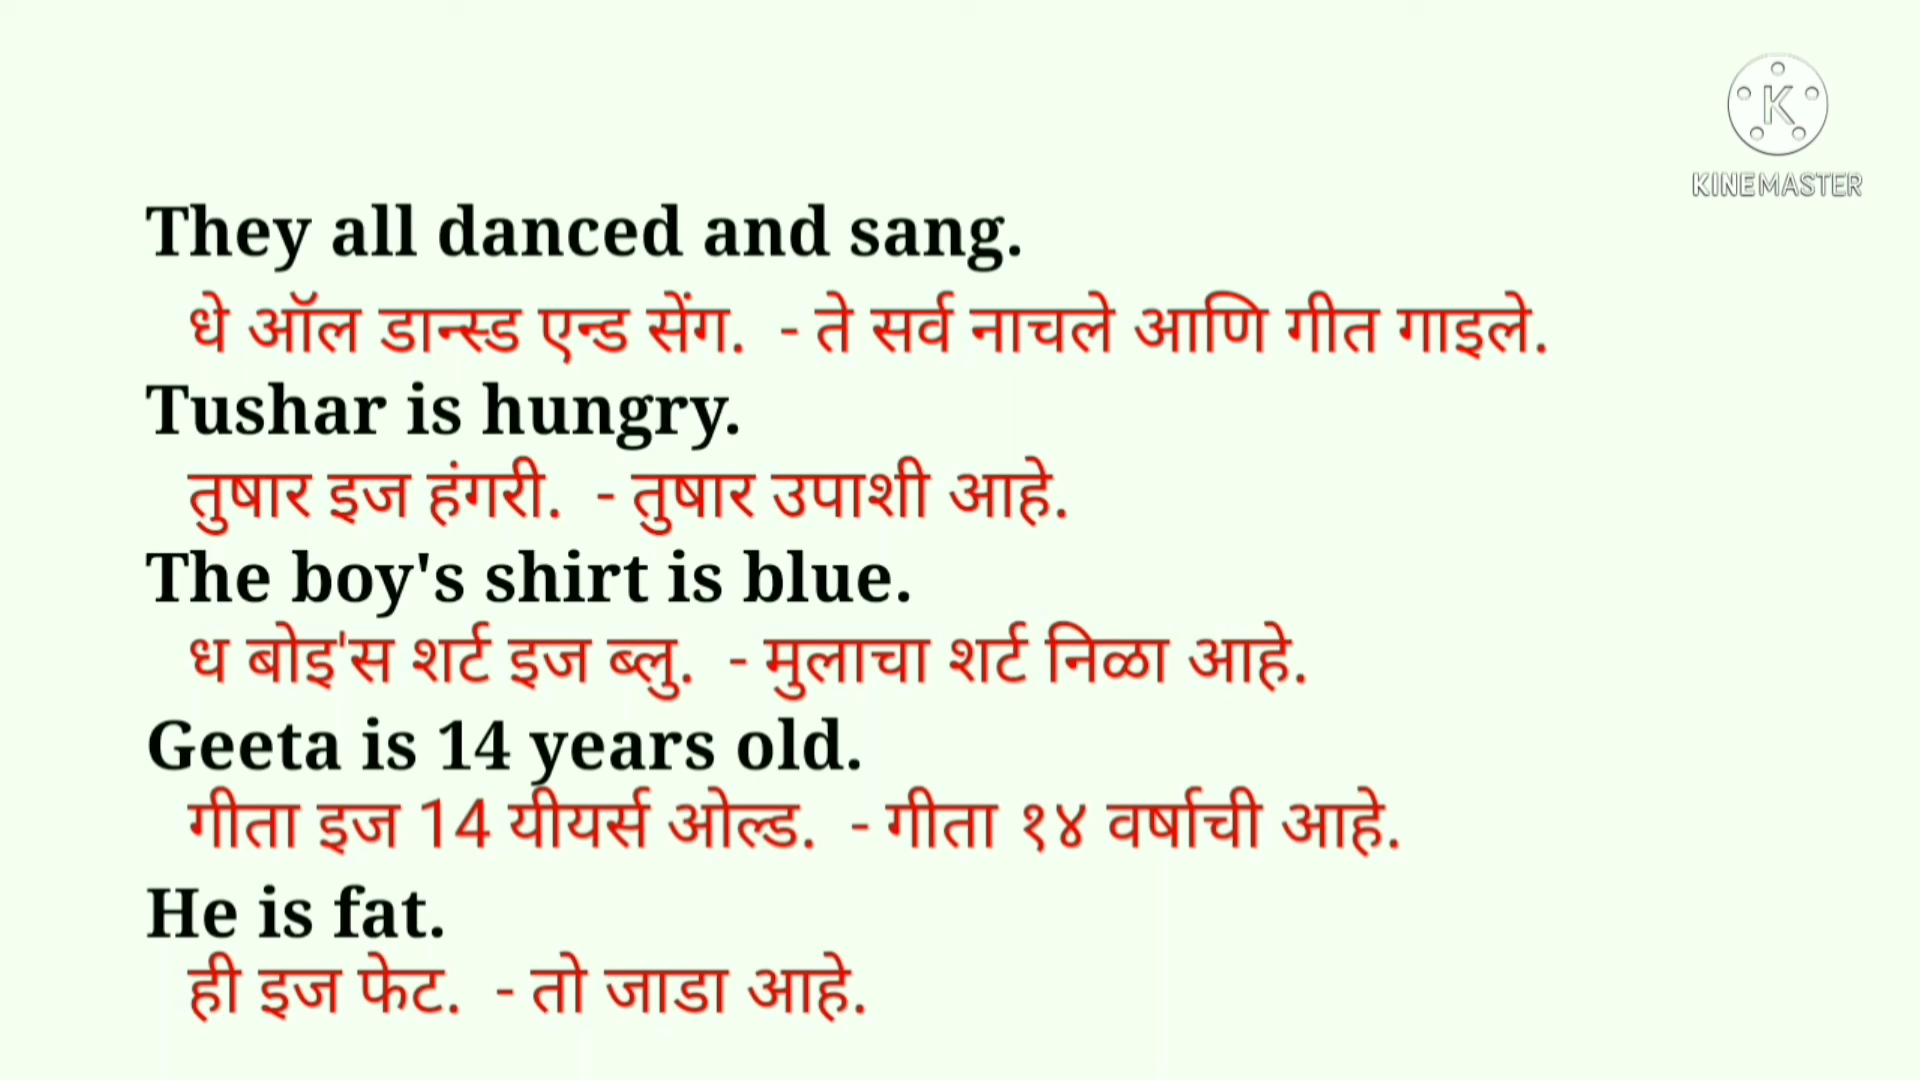 KINEMASTER
They all danced and sang.
धे ऑल डान्स्ड एन्ड सेंग. - ते सर्व नाचले आणि गीत गाइले.
Tushar is hungry.
तुषार इज हंगरी. - तुषार उपाशी आहे.
The boy's shirt is blue.
ध बोइ'स शर्ट इज ब्लु. - मुलाचा शर्ट निळा आहे.
Geeta is 14 years old.
गीता इज 14 यीयर्स ओल्ड. - गीता १४ वर्षाची आहे.
He is fat.
ही इज फेट. - तो जाडा आहे.